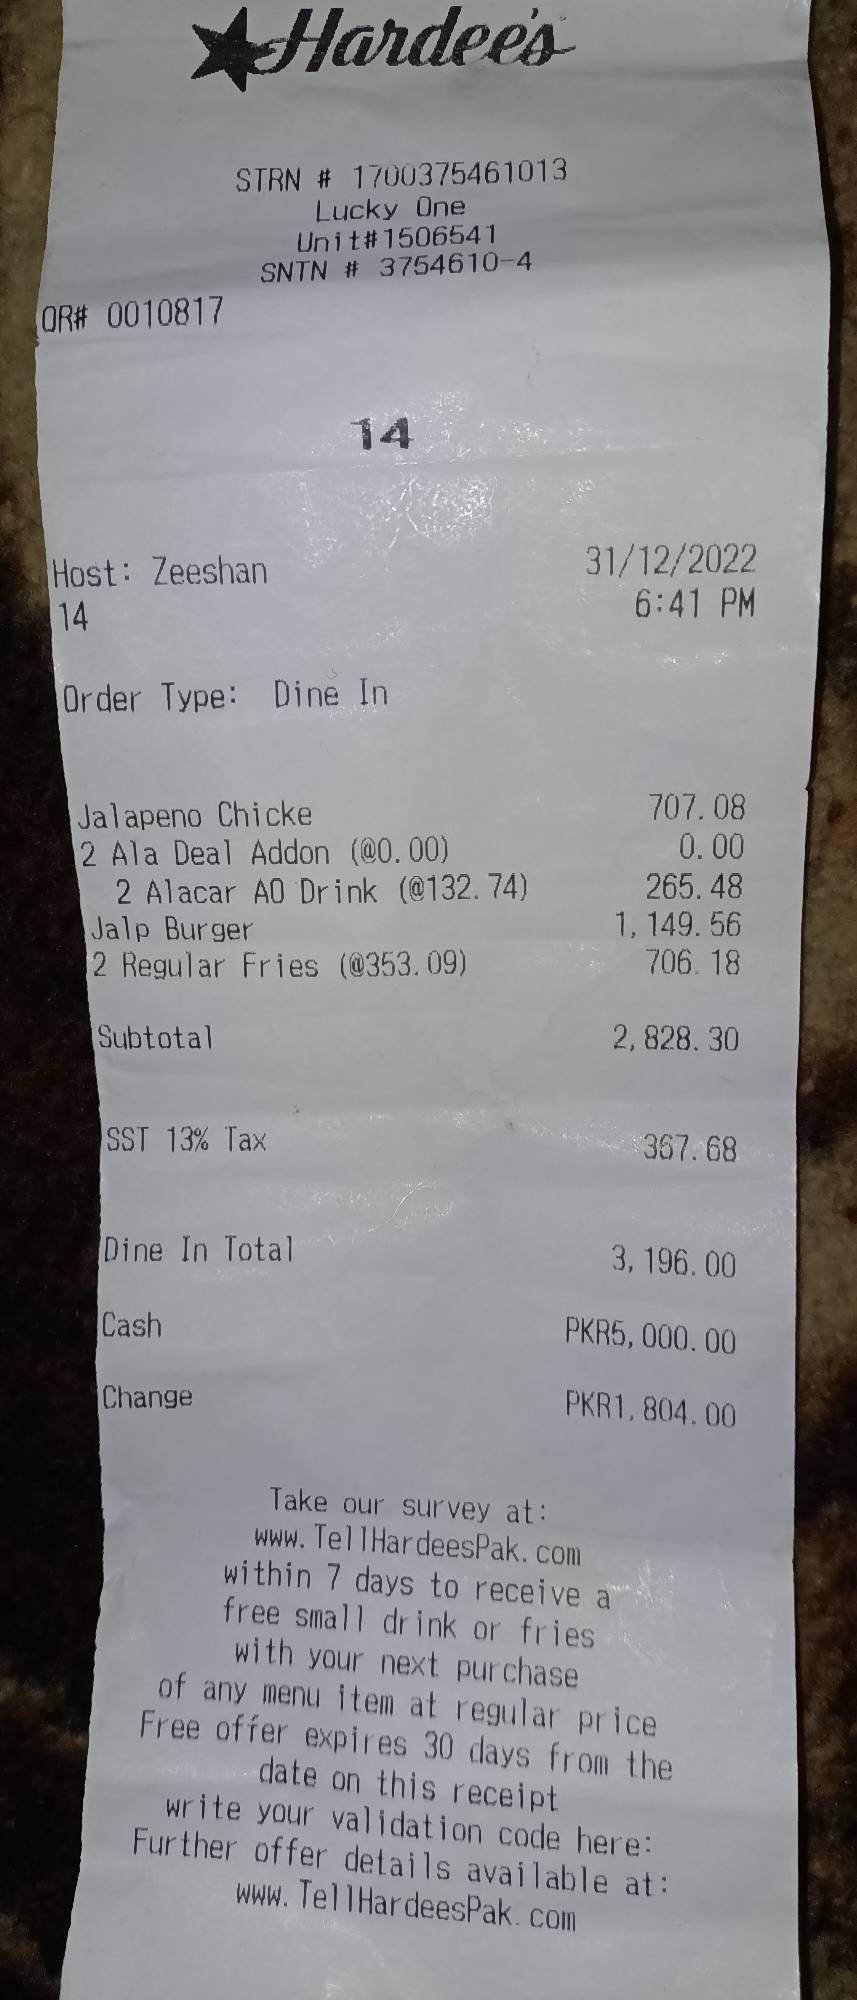 Hardee's
STRN # 1700375461013
Lucky One
Unit#1506541
SNTN # 3754610-4
OR# 0010817
14
Host: Zeeshan 31/12/2022
14 6:41 PM
Order Type: Dine In
Jalapeno Chicke 707.08
2 Ala Deal Addon (@0.00) 0.00
2 Alacar AO Drink (@132.74) 265.48
Jalp Burger 1,149.56
2 Regular Fries (@353.09) 706.18
Subtotal 2,828.30
SST 13% Tax 367.68
Dine In Total 3,196.00
Cash PKR5,000.00
Change PKR1,804.00
Take our survey at:
www.TellHardeesPak.com
within 7 days to receive a
free small drink or fries
with your next purchase
of any menu item at regular price
Free offer expires 30 days from the
date on this receipt
write your validation code here:
Further offer details available at:
www.TellHardeesPak.com